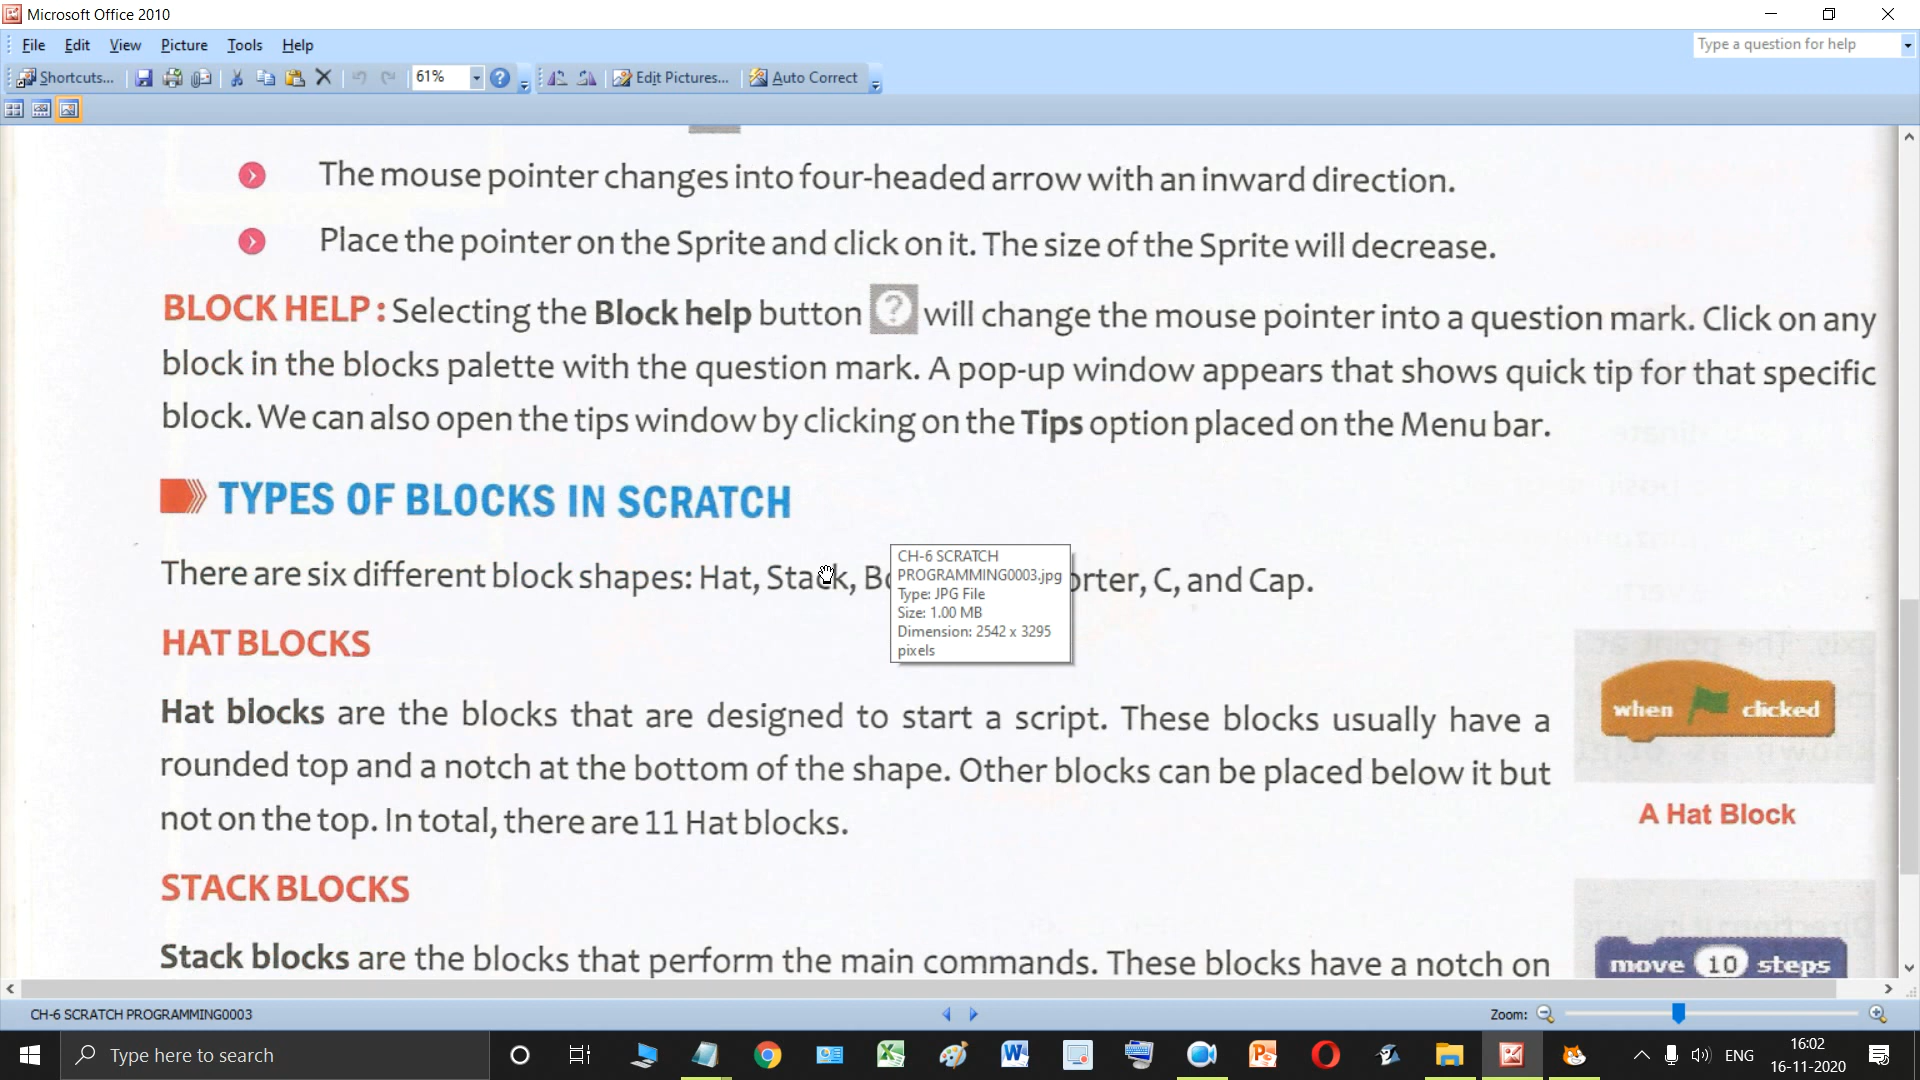 Microsoft Office 2010
File Edit View Picture Tools Help
Type a question for help
Shortcuts... 61% Edit Pictures... Auto Correct
The mouse pointer changes into four-headed arrow with an inward direction.
Place the pointer on the Sprite and click on it. The size of the Sprite will decrease.
BLOCK HELP : Selecting the Block help button ? will change the mouse pointer into a question mark. Click on any
block in the blocks palette with the question mark. A pop-up window appears that shows quick tip for that specific
block. We can also open the tips window by clicking on the Tips option placed on the Menu bar.
TYPES OF BLOCKS IN SCRATCH
There are six different block shapes: Hat, Stack, Bo orter, C, and Cap.
CH-6 SCRATCH
PROGRAMMING0003.jpg
Type: JPG File
Size: 1.00 MB
Dimension: 2542 x 3295
pixels
HAT BLOCKS
Hat blocks are the blocks that are designed to start a script. These blocks usually have a
rounded top and a notch at the bottom of the shape. Other blocks can be placed below it but
not on the top. In total, there are 11 Hat blocks.
when clicked
A Hat Block
STACK BLOCKS
Stack blocks are the blocks that perform the main commands. These blocks have a notch on
move 10 steps
CH-6 SCRATCH PROGRAMMING0003
Zoom:
Type here to search
ENG
16:02
16-11-2020